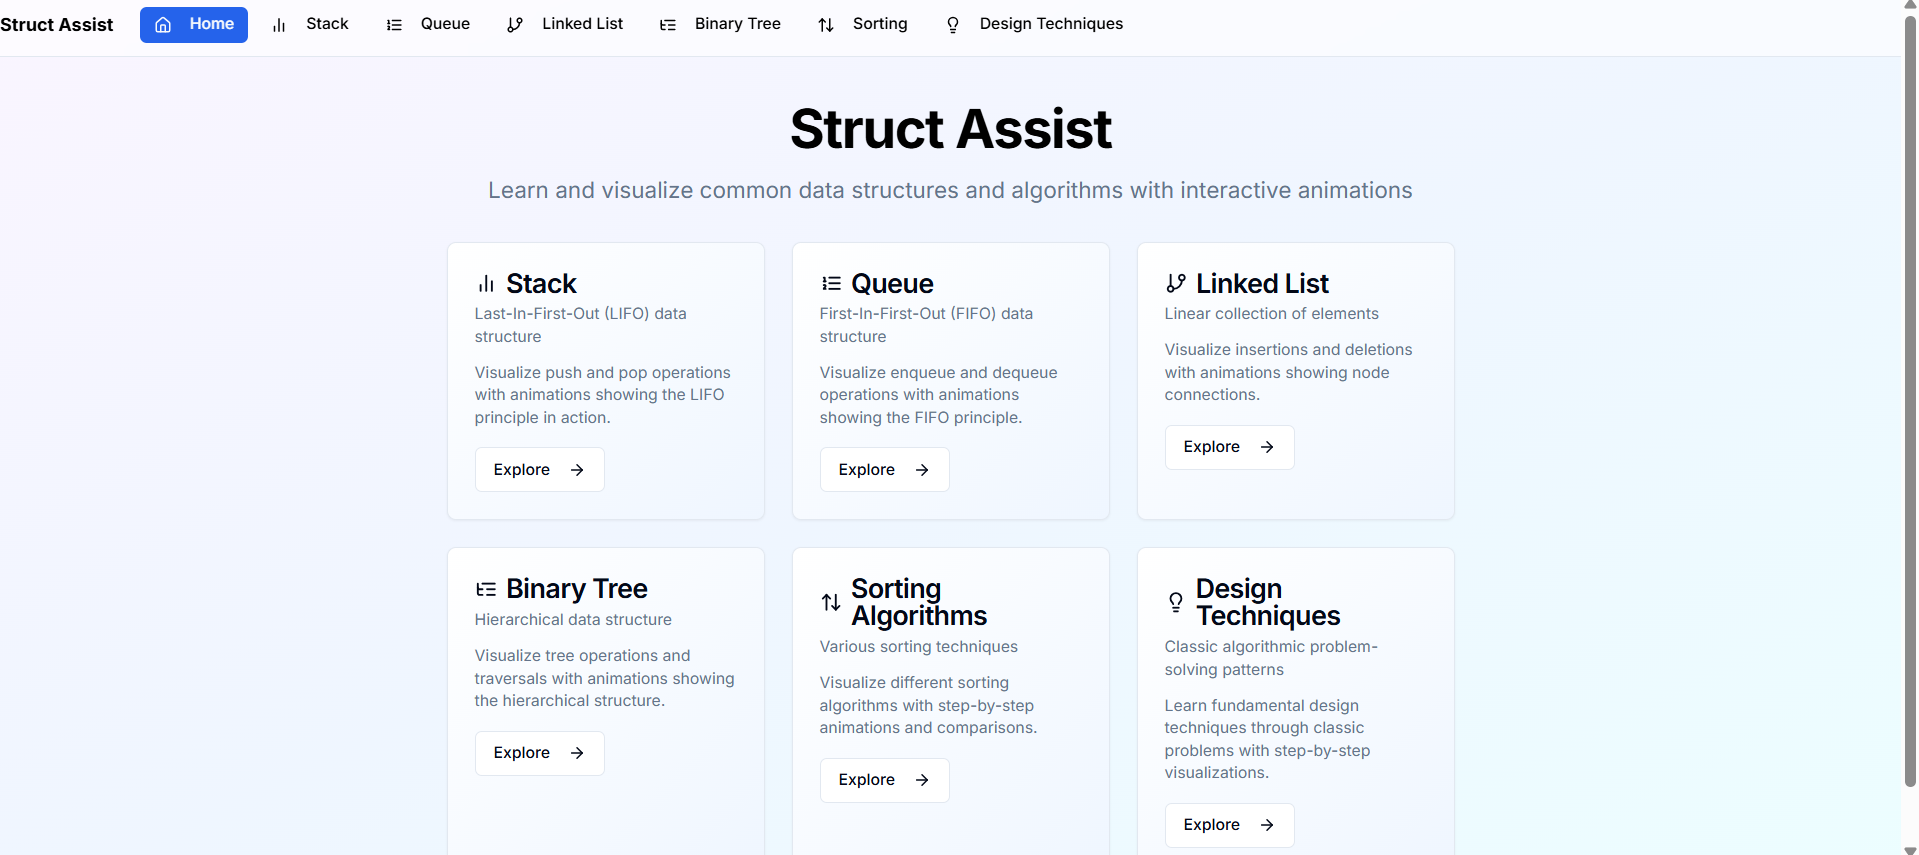 Struct Assist
Home
Stack
Queue
Linked List
Binary Tree
Sorting
Design Techniques
Struct Assist
Learn and visualize common data structures and algorithms with interactive animations
Stack
Last-In-First-Out (LIFO) data
structure
Visualize push and pop operations
with animations showing the LIFO
principle in action.
Explore
Queue
First-In-First-Out (FIFO) data
structure
Visualize enqueue and dequeue
operations with animations
showing the FIFO principle.
Explore
Linked List
Linear collection of elements
Visualize insertions and deletions
with animations showing node
connections.
Explore
Binary Tree
Hierarchical data structure
Visualize tree operations and
traversals with animations showing
the hierarchical structure.
Explore
Sorting
Algorithms
Various sorting techniques
Visualize different sorting
algorithms with step-by-step
animations and comparisons.
Explore
Design
Techniques
Classic algorithmic problem-
solving patterns
Learn fundamental design
techniques through classic
problems with step-by-step
visualizations.
Explore